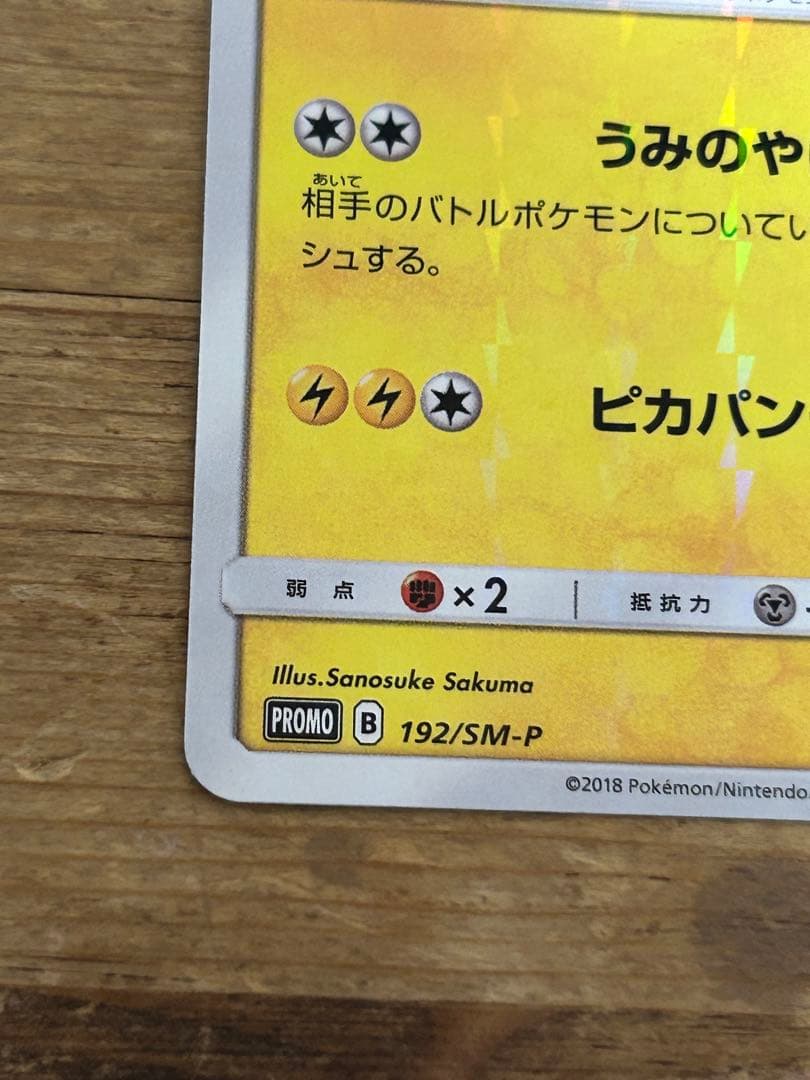 うみのや
あいて
相手のバトルポケモンについてい
シュする。
ピカパン
弱点 ×2 抵抗力
Illus.Sanosuke Sakuma
PROMO B 192/SM-P
©2018 Pokémon/Nintendo